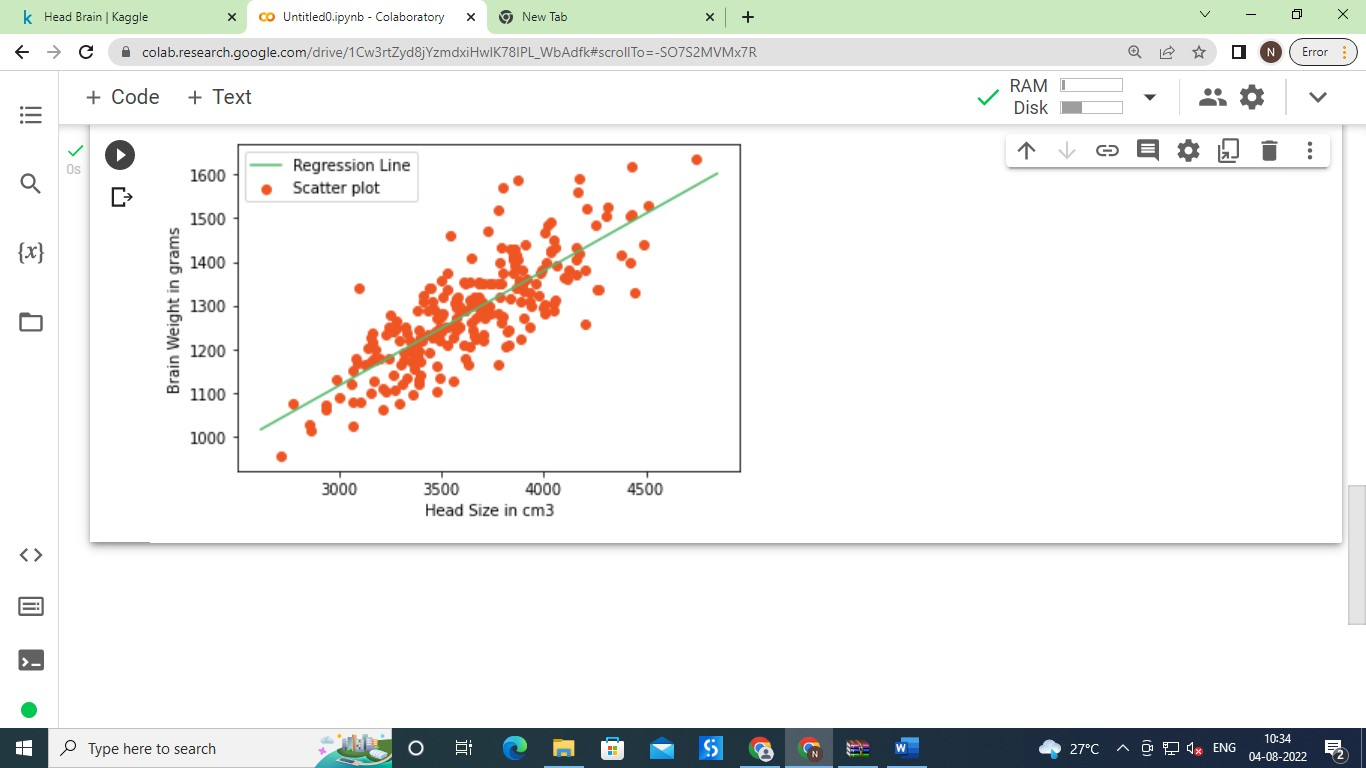 Head Brain | Kaggle
Untitled0.ipynb - Colaboratory
New Tab
colab.research.google.com/drive/1Cw3rtZyd8jYzmdxiHwIK78IPL_WbAdfk#scrollTo=-SO7S2MVMx7R
N
Error
+ Code + Text
RAM
Disk
0s
{x}
Regression Line
Scatter plot
1600
1500
1400
1300
1200
1100
1000
Brain Weight in grams
3000 3500 4000 4500
Head Size in cm3
Type here to search
27°C
ENG
10:34
04-08-2022
2